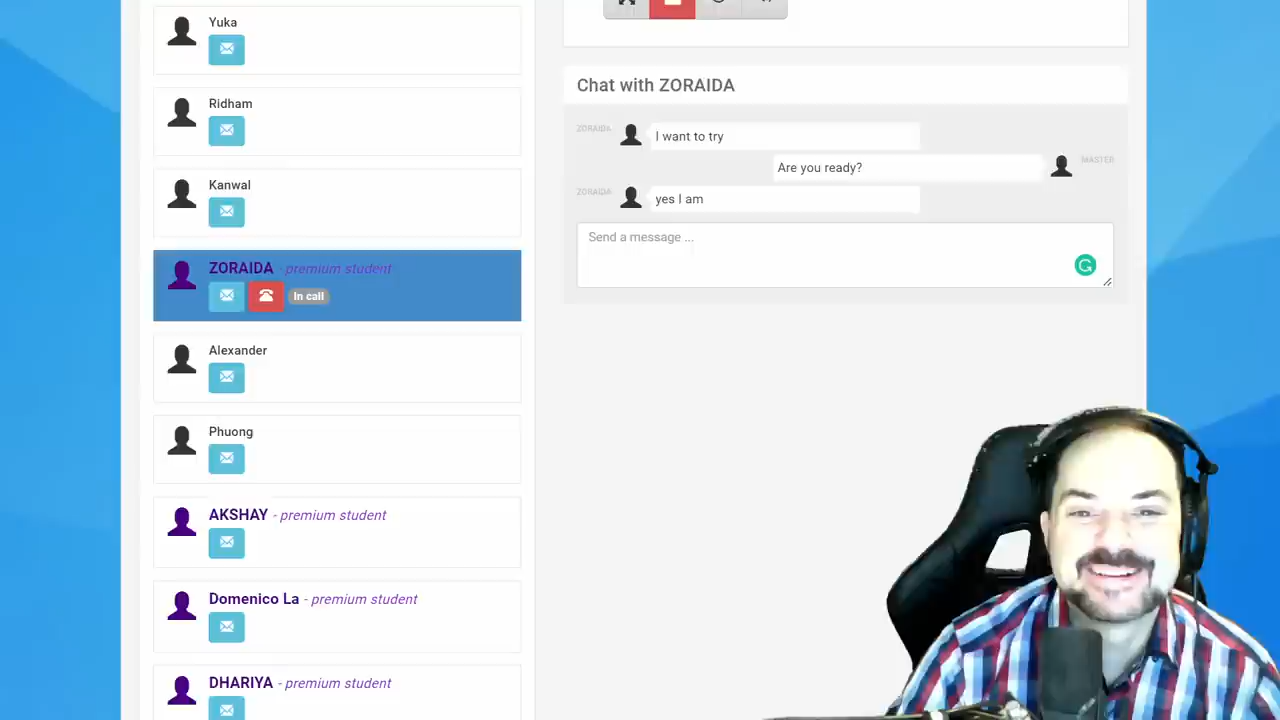 Yuka
Ridham
Kanwal
ZORAIDA - premium student
In call
Alexander
Phuong
AKSHAY - premium student
Domenico La - premium student
DHARIYA - premium student
Chat with ZORAIDA
ZORAIDA
I want to try
Are you ready?
MASTER
ZORAIDA
yes I am
Send a message ...